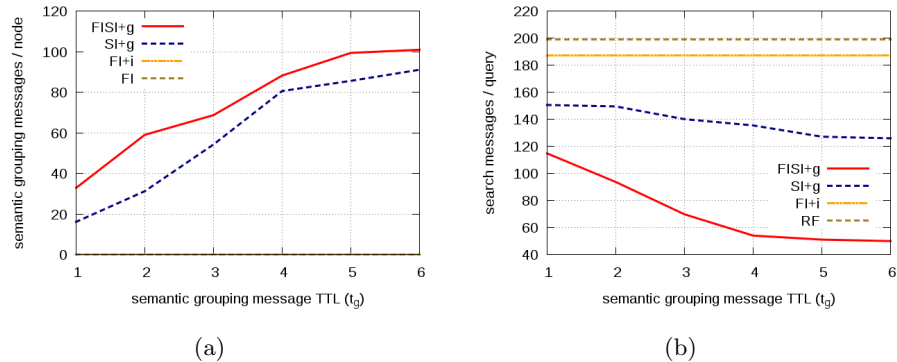 semantic grouping messages / node
120
100
80
60
40
20
0
FISI+g
SI+g
FI+i
FI
1 2 3 4 5 6
semantic grouping message TTL (tg)
(a)
search messages / query
220
200
180
160
140
120
100
80
60
40
FISI+g
SI+g
FI+i
RF
1 2 3 4 5 6
semantic grouping message TTL (tg)
(b)